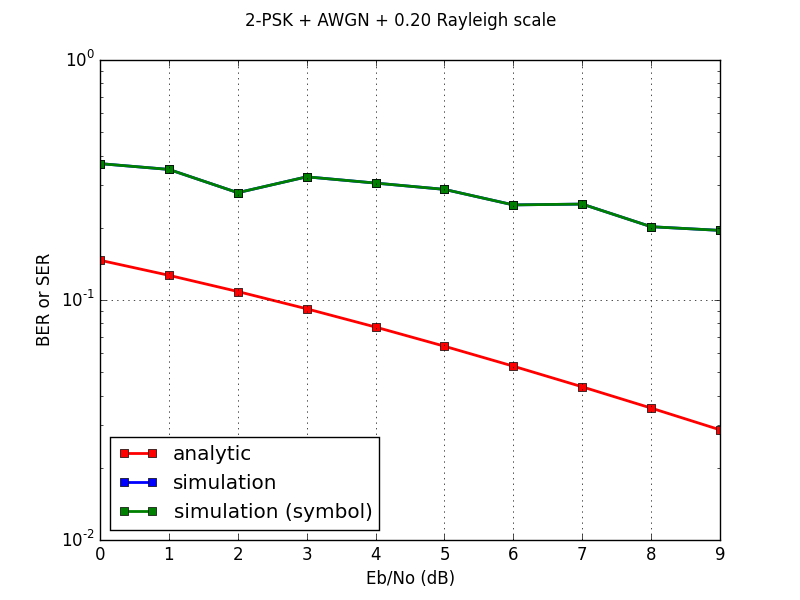 2-PSK + AWGN + 0.20 Rayleigh scale
10^0
10^-1
10^-2
BER or SER
analytic
simulation
simulation (symbol)
0 1 2 3 4 5 6 7 8 9
Eb/No (dB)